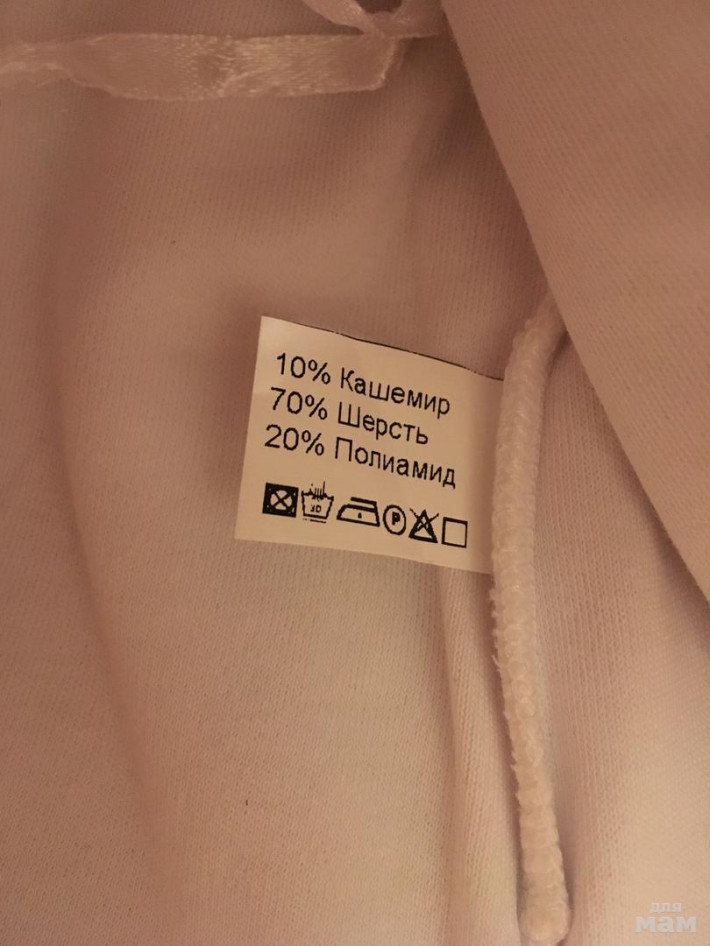 10% Кашемир
70% Шерсть
20% Полиамид
P
для
мам